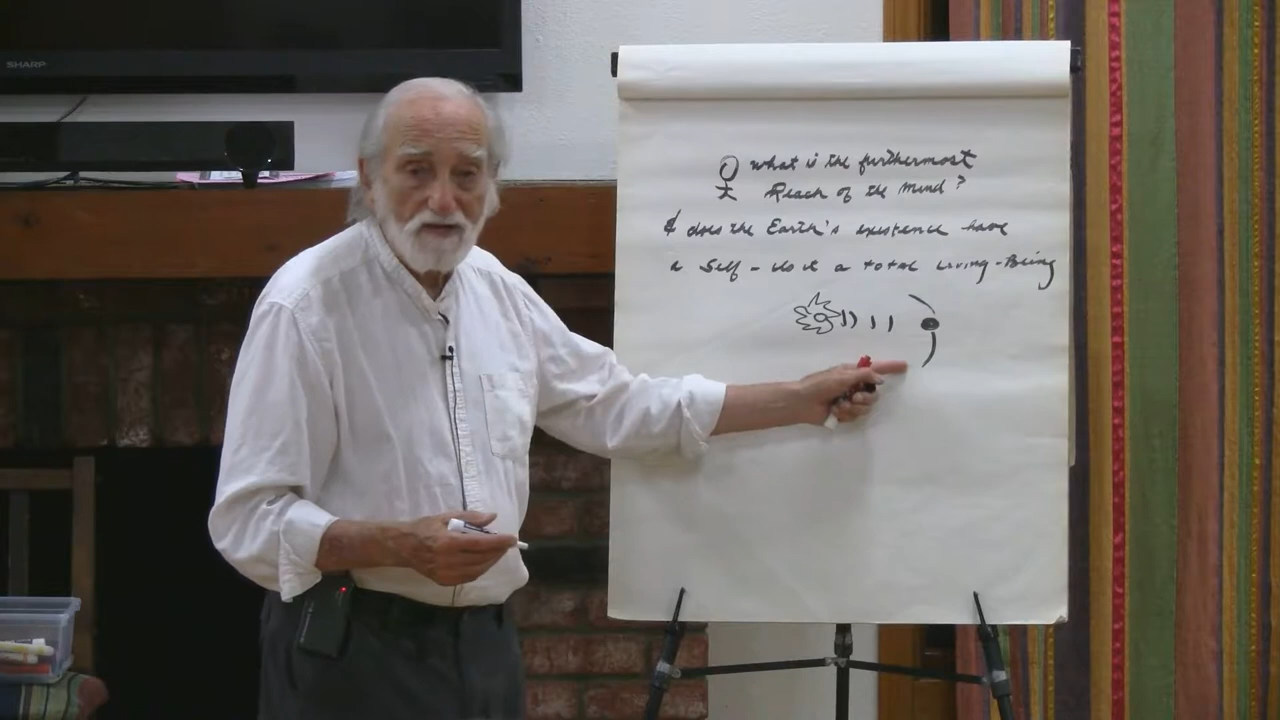 SHARP
what is the furthermost
Reach of the Mind?
& does the Earth's existence have
a Self - is it a total Living-Being